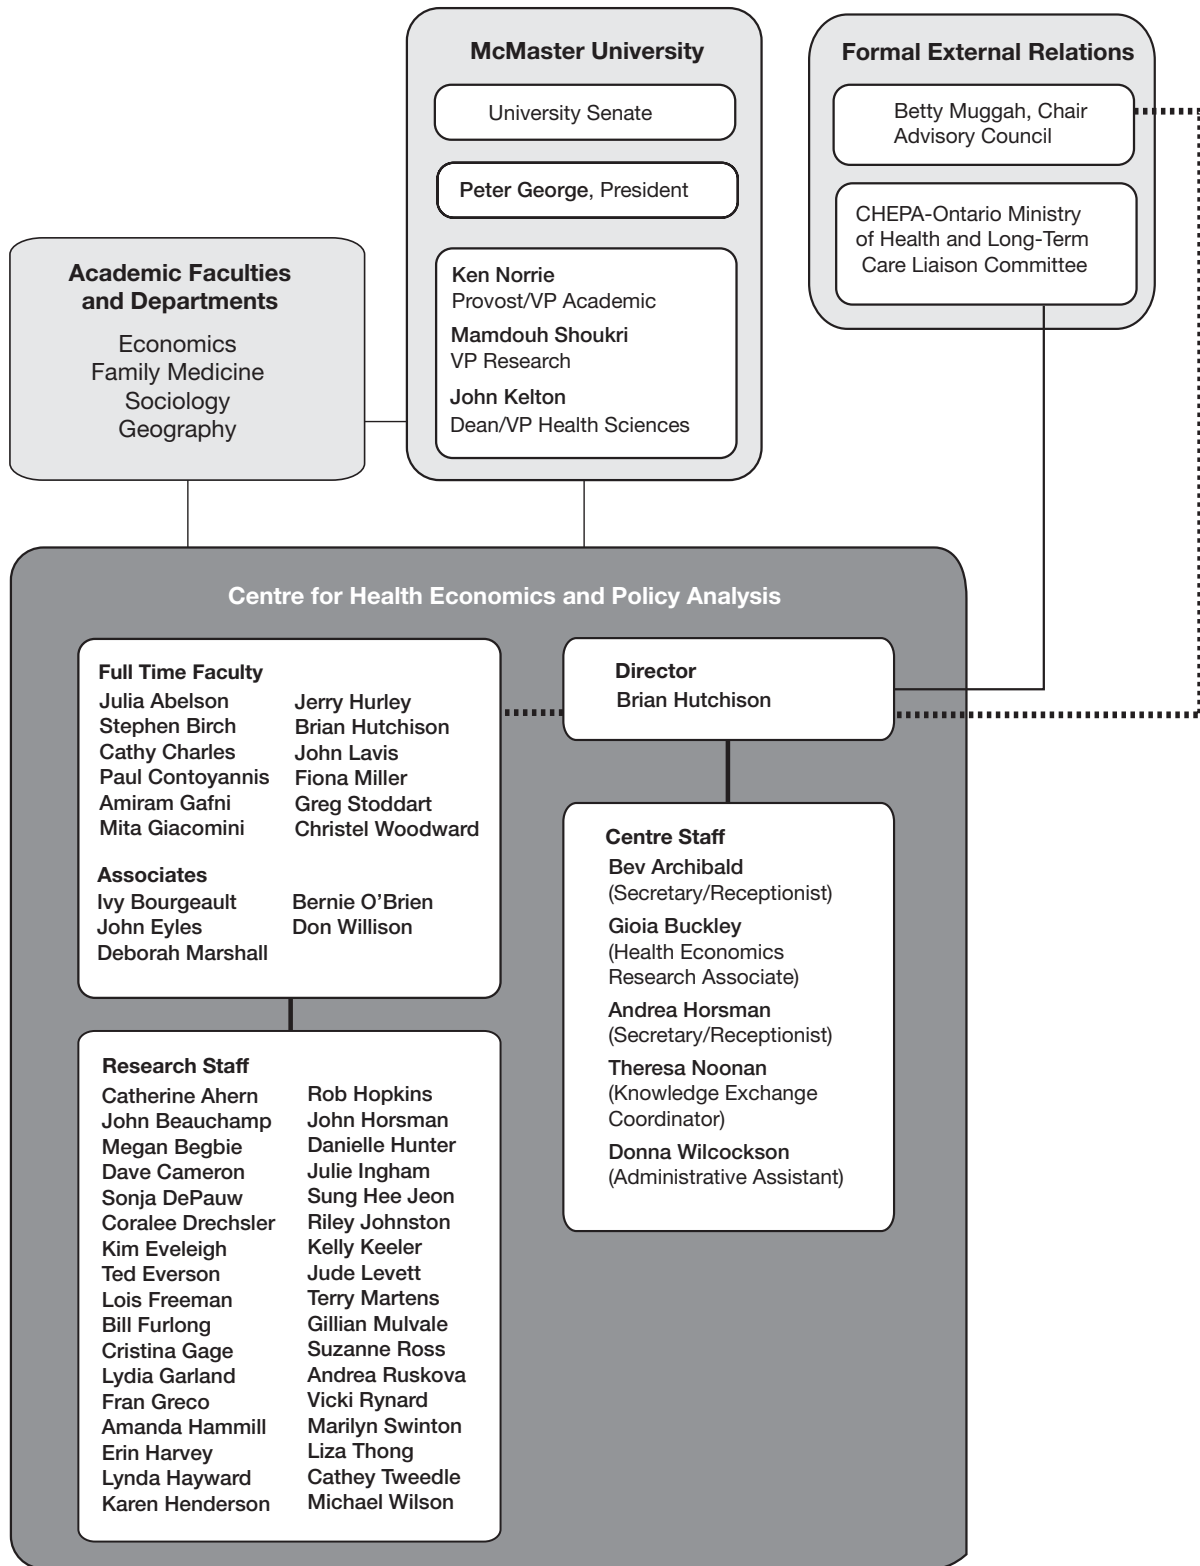 McMaster University
University Senate
Peter George, President
Ken Norrie
Provost/VP Academic
Mamdouh Shoukri
VP Research
John Kelton
Dean/VP Health Sciences
Formal External Relations
Betty Muggah, Chair
Advisory Council
CHEPA-Ontario Ministry
of Health and Long-Term
Care Liaison Committee
Academic Faculties
and Departments
Economics
Family Medicine
Sociology
Geography
Centre for Health Economics and Policy Analysis
Full Time Faculty
Julia Abelson
Stephen Birch
Cathy Charles
Paul Contoyannis
Amiram Gafni
Mita Giacomini
Jerry Hurley
Brian Hutchison
John Lavis
Fiona Miller
Greg Stoddart
Christel Woodward
Associates
Ivy Bourgeault
John Eyles
Deborah Marshall
Bernie O'Brien
Don Willison
Director
Brian Hutchison
Centre Staff
Bev Archibald
(Secretary/Receptionist)
Gioia Buckley
(Health Economics
Research Associate)
Andrea Horsman
(Secretary/Receptionist)
Theresa Noonan
(Knowledge Exchange
Coordinator)
Donna Wilcockson
(Administrative Assistant)
Research Staff
Catherine Ahern
John Beauchamp
Megan Begbie
Dave Cameron
Sonja DePauw
Coralee Drechsler
Kim Eveleigh
Ted Everson
Lois Freeman
Bill Furlong
Cristina Gage
Lydia Garland
Fran Greco
Amanda Hammill
Erin Harvey
Lynda Hayward
Karen Henderson
Rob Hopkins
John Horsman
Danielle Hunter
Julie Ingham
Sung Hee Jeon
Riley Johnston
Kelly Keeler
Jude Levett
Terry Martens
Gillian Mulvale
Suzanne Ross
Andrea Ruskova
Vicki Rynard
Marilyn Swinton
Liza Thong
Cathey Tweedle
Michael Wilson